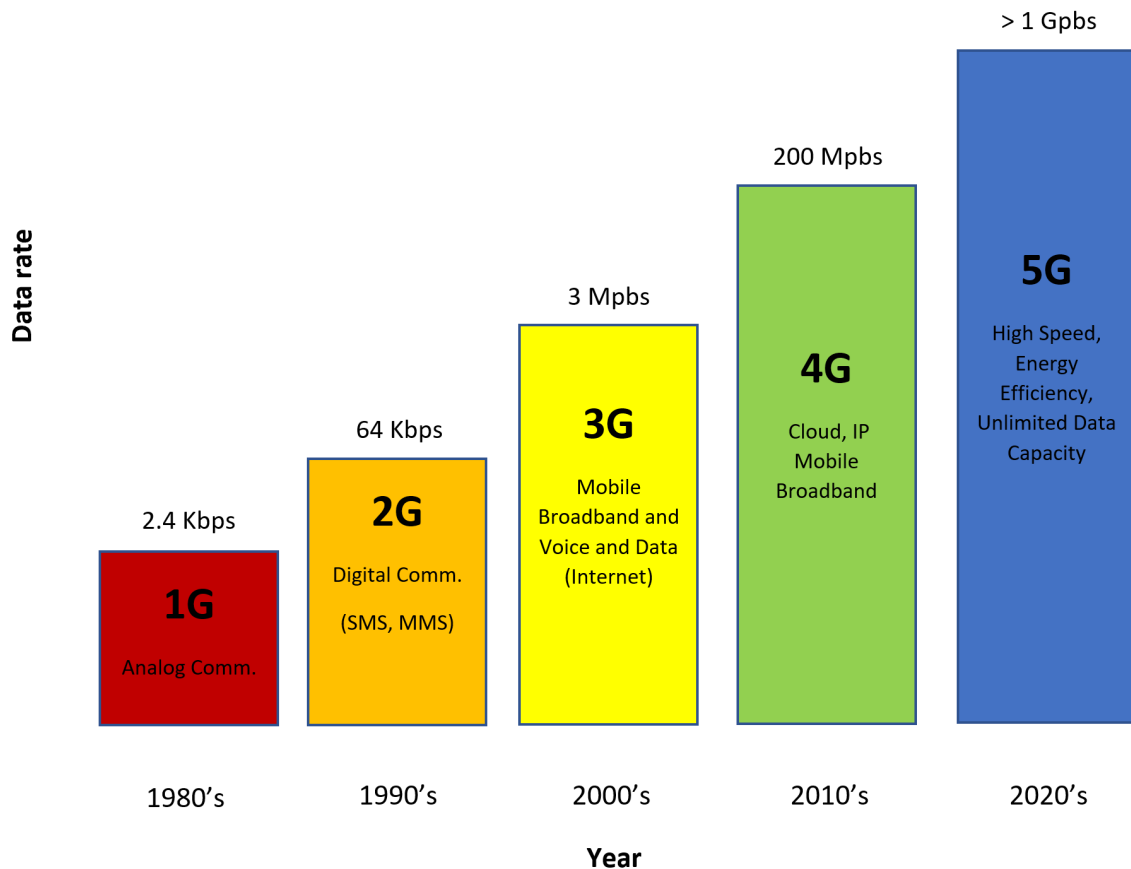 > 1 Gpbs
200 Mpbs
3 Mpbs
64 Kbps
2.4 Kbps
Data rate
1G
Analog Comm.
2G
Digital Comm.
(SMS, MMS)
3G
Mobile
Broadband and
Voice and Data
(Internet)
4G
Cloud, IP
Mobile
Broadband
5G
High Speed,
Energy
Efficiency,
Unlimited Data
Capacity
1980’s
1990’s
2000’s
2010’s
2020’s
Year